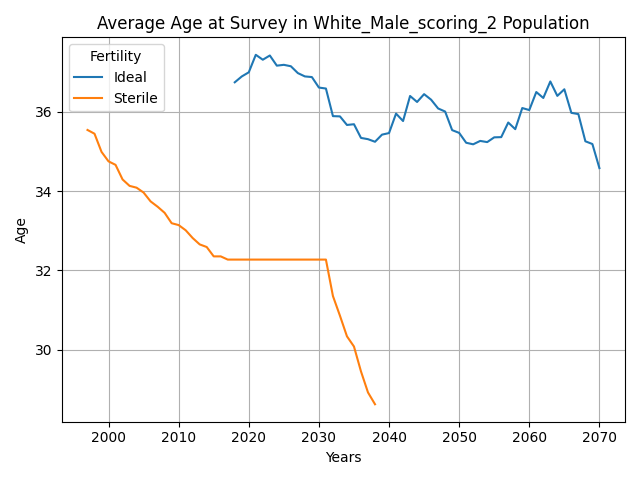 Average Age at Survey in White_Male_scoring_2 Population
Fertility
Ideal
Sterile
Age
36
34
32
30
2000 2010 2020 2030 2040 2050 2060 2070
Years